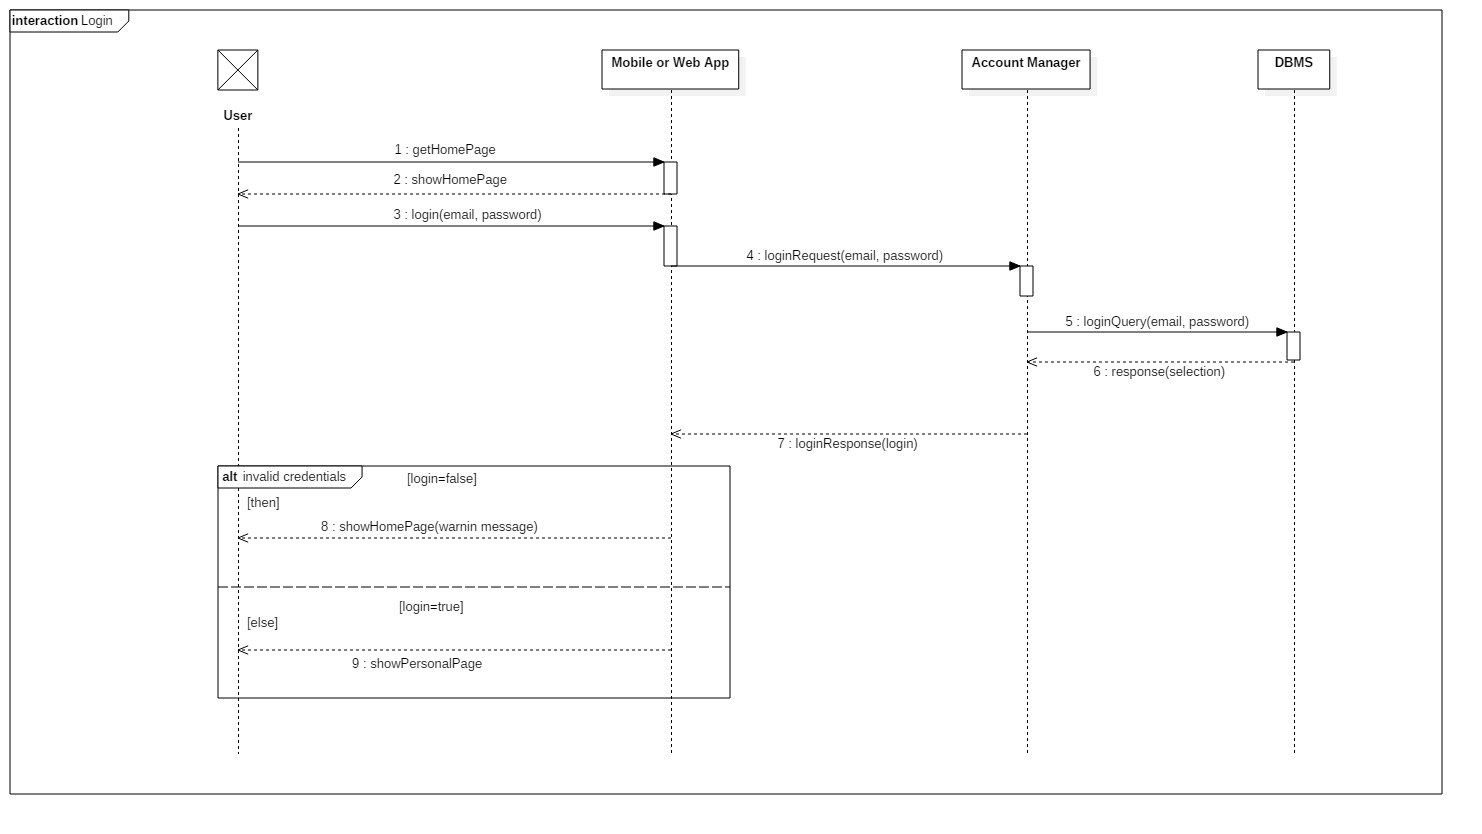 interaction Login
Mobile or Web App
Account Manager
DBMS
User
1 : getHomePage
2 : showHomePage
3 : login(email, password)
4 : loginRequest(email, password)
5 : loginQuery(email, password)
6 : response(selection)
7 : loginResponse(login)
alt invalid credentials
[login=false]
[then]
8 : showHomePage(warnin message)
[login=true]
[else]
9 : showPersonalPage